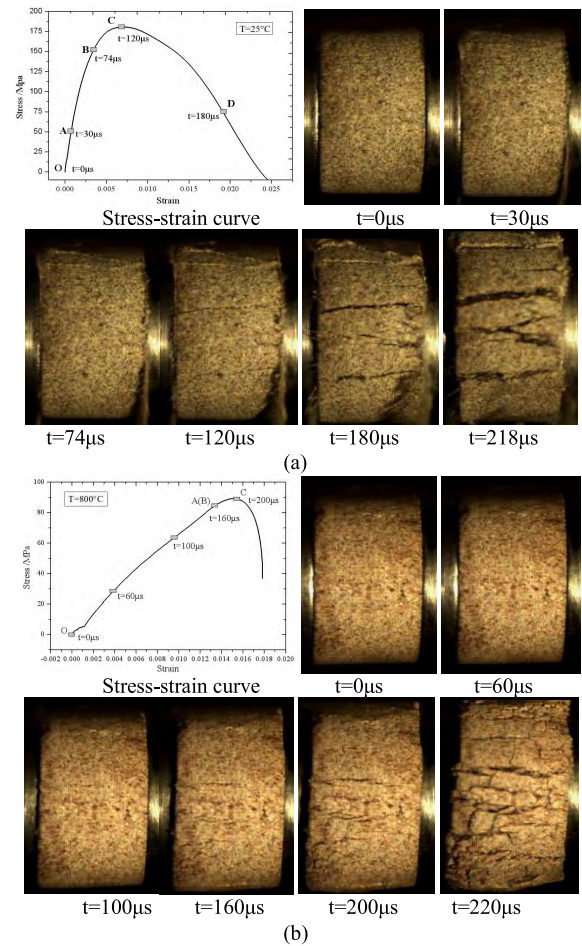 200
175
150
125
100
75
50
25
0
Stress /Mpa
C
T=25°C
t=120μs
B
t=74μs
D
t=180μs
A
t=30μs
O
t=0μs
0.000 0.005 0.010 0.015 0.020 0.025
Strain
Stress-strain curve t=0μs t=30μs
t=74μs t=120μs t=180μs t=218μs
(a)
100
80
60
40
20
0
Stress /MPa
T=800°C
A(B)
C
t=200μs
t=160μs
t=100μs
t=60μs
O
t=0μs
-0.002 0.000 0.002 0.004 0.006 0.008 0.010 0.012 0.014 0.016 0.018 0.020
Strain
Stress-strain curve t=0μs t=60μs
t=100μs t=160μs t=200μs t=220μs
(b)